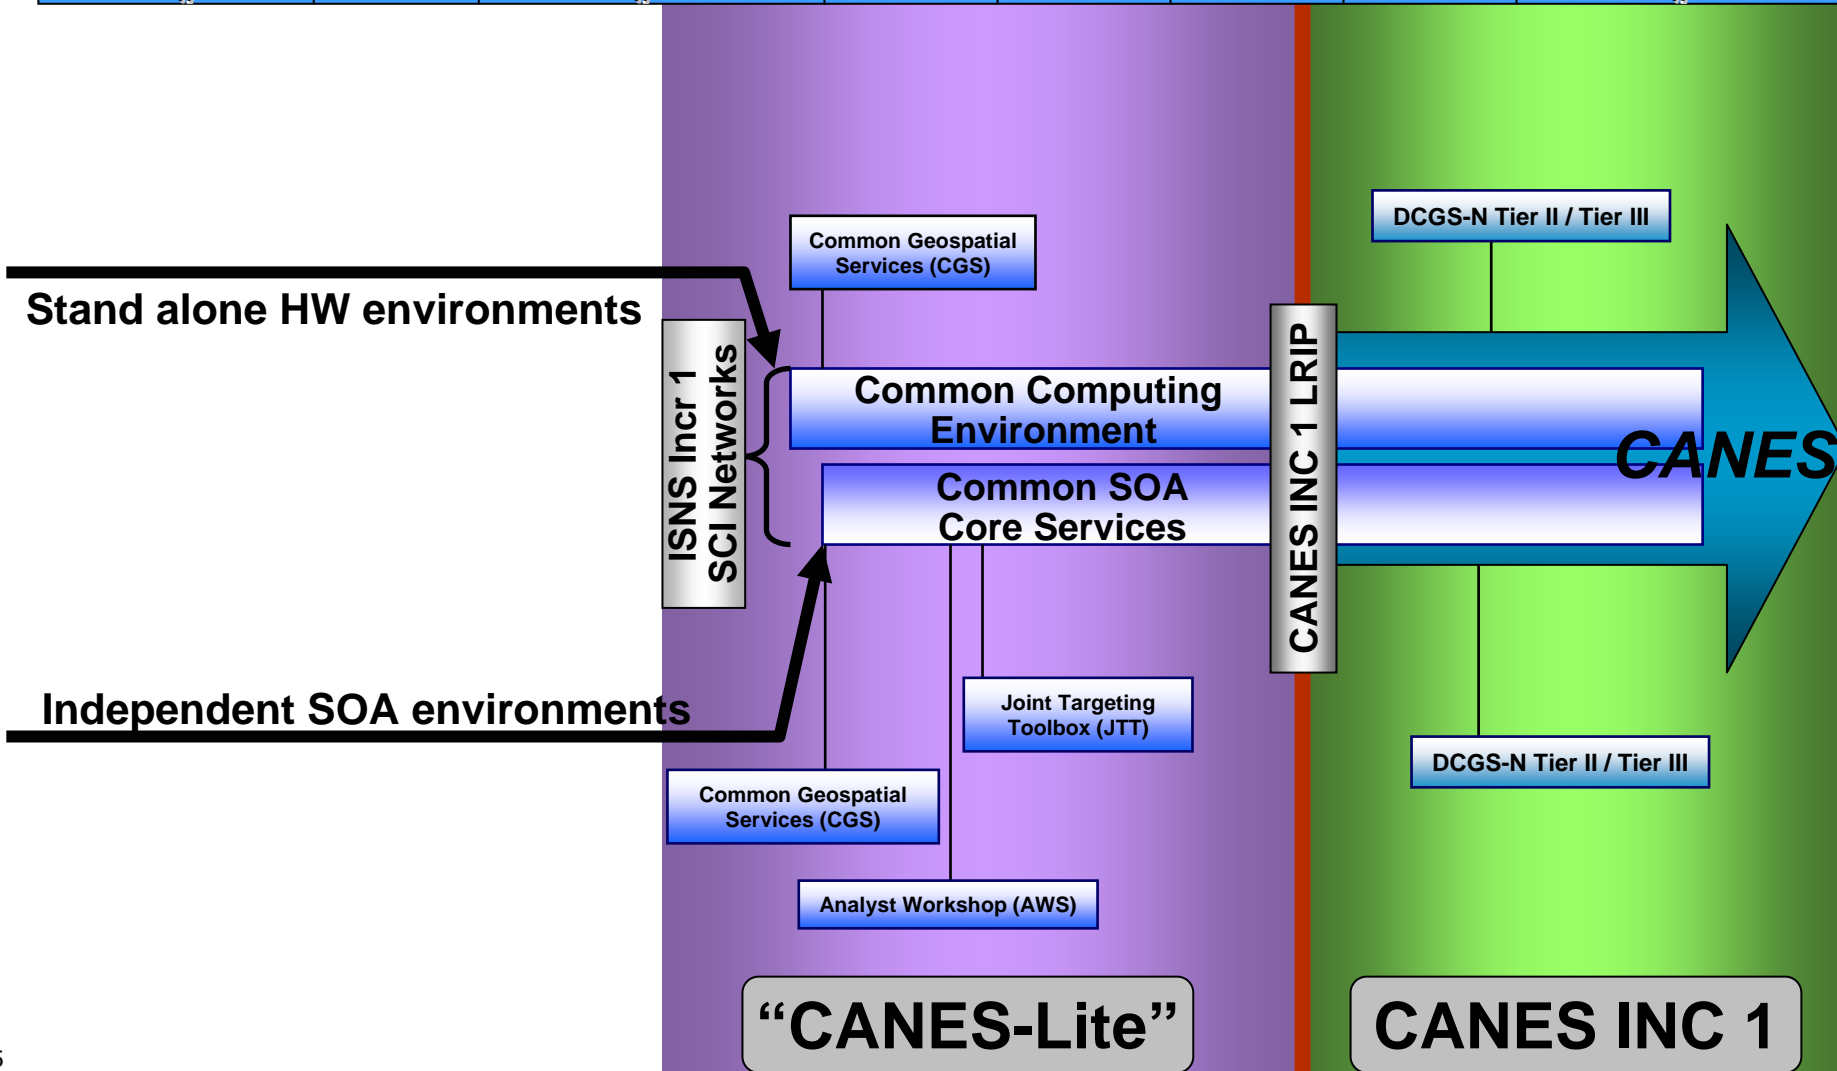 DCGS-N Tier II / Tier III
Common Geospatial
Services (CGS)
Stand alone HW environments
ISNS Incr 1
SCI Networks
Common Computing
Environment
CANES INC 1 LRIP
CANES
Common SOA
Core Services
Independent SOA environments
Joint Targeting
Toolbox (JTT)
DCGS-N Tier II / Tier III
Common Geospatial
Services (CGS)
Analyst Workshop (AWS)
“CANES-Lite”
CANES INC 1